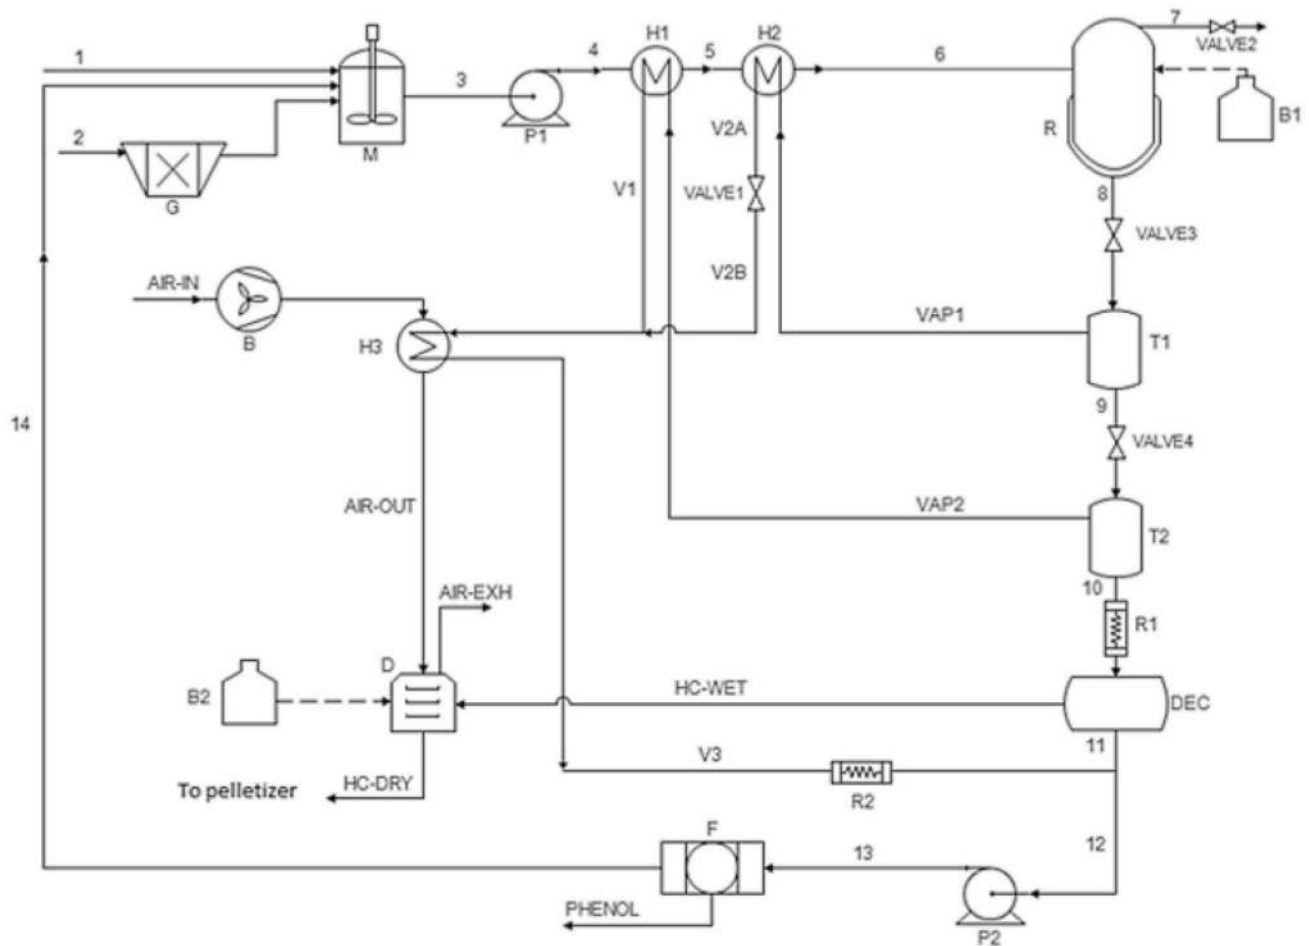 1
2
G
M
3
P1
4
H1
5
H2
6
7
VALVE2
R
B1
8
VALVE3
V2A
VALVE1
V1
V2B
AIR-IN
B
H3
VAP1
T1
9
VALVE4
14
AIR-OUT
VAP2
T2
10
R1
AIR-EXH
D
B2
HC-WET
DEC
11
V3
R2
To pelletizer
HC-DRY
12
F
13
PHENOL
P2